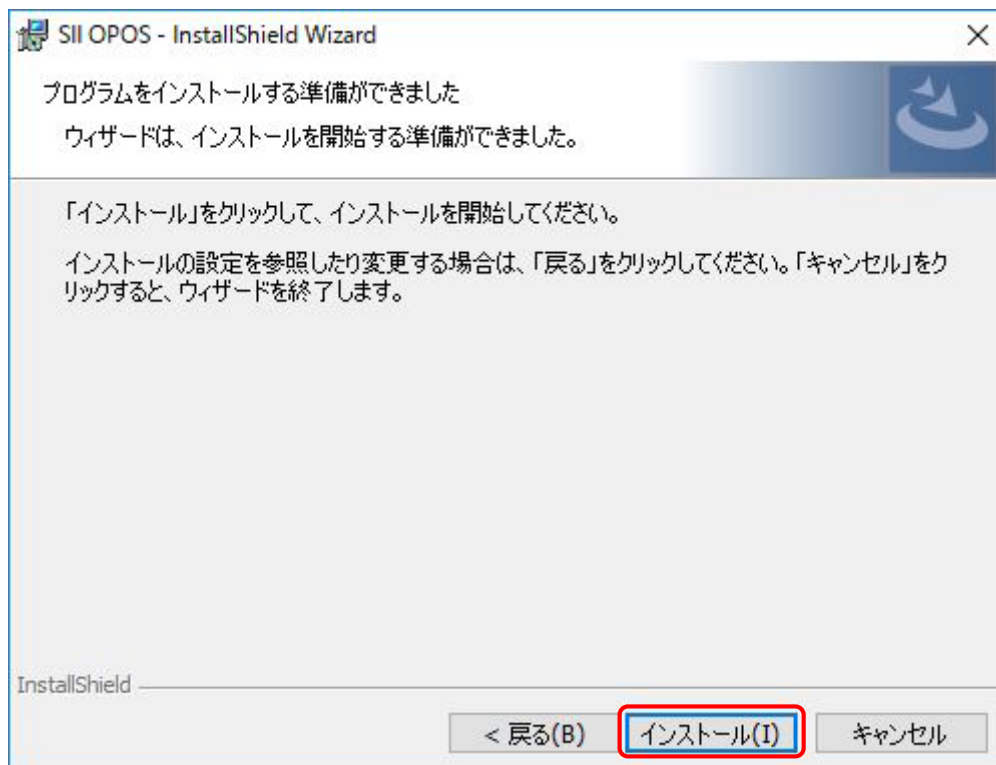 SII OPOS - InstallShield Wizard
プログラムをインストールする準備ができました
ウィザードは、インストールを開始する準備ができました。
「インストール」をクリックして、インストールを開始してください。
インストールの設定を参照したり変更する場合は、「戻る」をクリックしてください。「キャンセル」をク
リックすると、ウィザードを終了します。
InstallShield
< 戻る(B) インストール(I) キャンセル